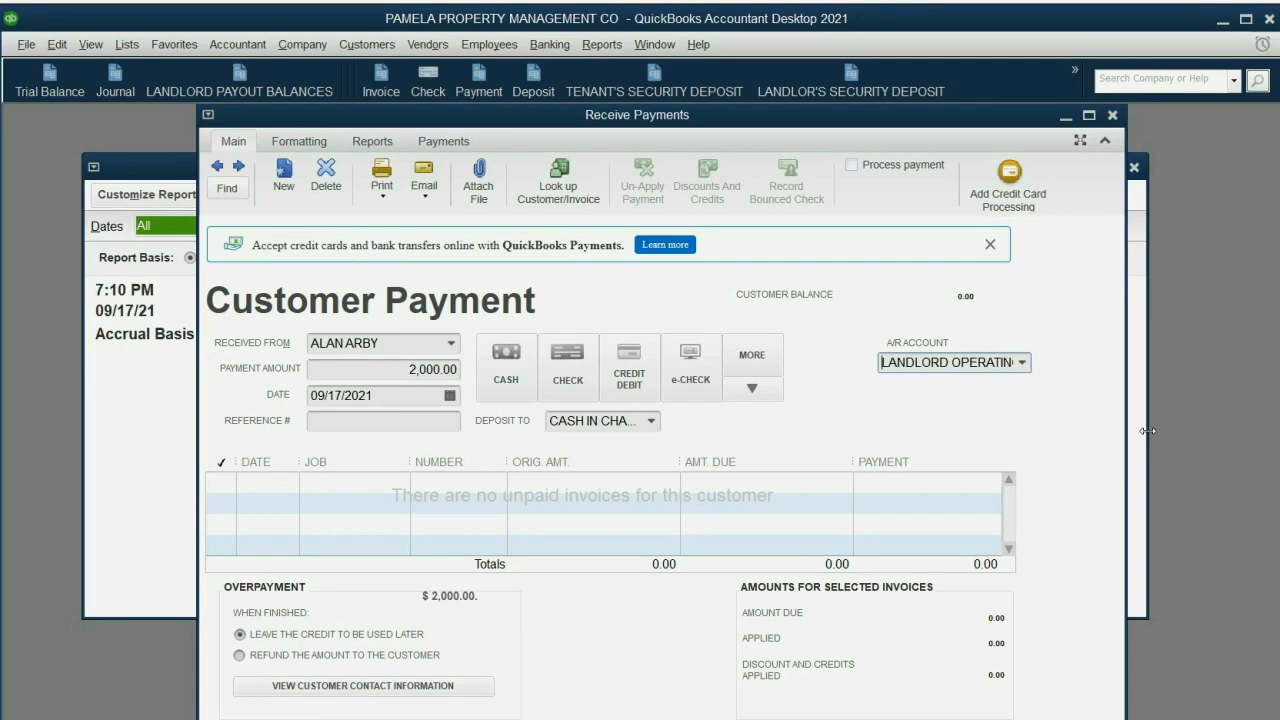 qb
PAMELA PROPERTY MANAGEMENT CO - QuickBooks Accountant Desktop 2021
File Edit View Lists Favorites Accountant Company Customers Vendors Employees Banking Reports Window Help
Trial Balance Journal LANDLORD PAYOUT BALANCES Invoice Check Payment Deposit TENANT'S SECURITY DEPOSIT LANDLOR'S SECURITY DEPOSIT » Search Company or Help
Receive Payments
Main Formatting Reports Payments
Find New Delete Print Email Attach File Look up Customer/Invoice Un-Apply Payment Discounts And Credits Record Bounced Check Process payment Add Credit Card Processing
Customize Report
Dates All
Report Basis:
7:10 PM
09/17/21
Accrual Basis
Accept credit cards and bank transfers online with QuickBooks Payments. Learn more
Customer Payment
CUSTOMER BALANCE 0.00
RECEIVED FROM ALAN ARBY
A/R ACCOUNT
LANDLORD OPERATIN
PAYMENT AMOUNT 2,000.00
DATE 09/17/2021
CASH CHECK CREDIT DEBIT e-CHECK MORE
REFERENCE # DEPOSIT TO CASH IN CHA...
DATE JOB NUMBER ORIG. AMT. AMT. DUE PAYMENT
There are no unpaid invoices for this customer
Totals 0.00 0.00 0.00
OVERPAYMENT
$ 2,000.00.
WHEN FINISHED:
LEAVE THE CREDIT TO BE USED LATER
REFUND THE AMOUNT TO THE CUSTOMER
VIEW CUSTOMER CONTACT INFORMATION
AMOUNTS FOR SELECTED INVOICES
AMOUNT DUE 0.00
APPLIED 0.00
DISCOUNT AND CREDITS
APPLIED 0.00